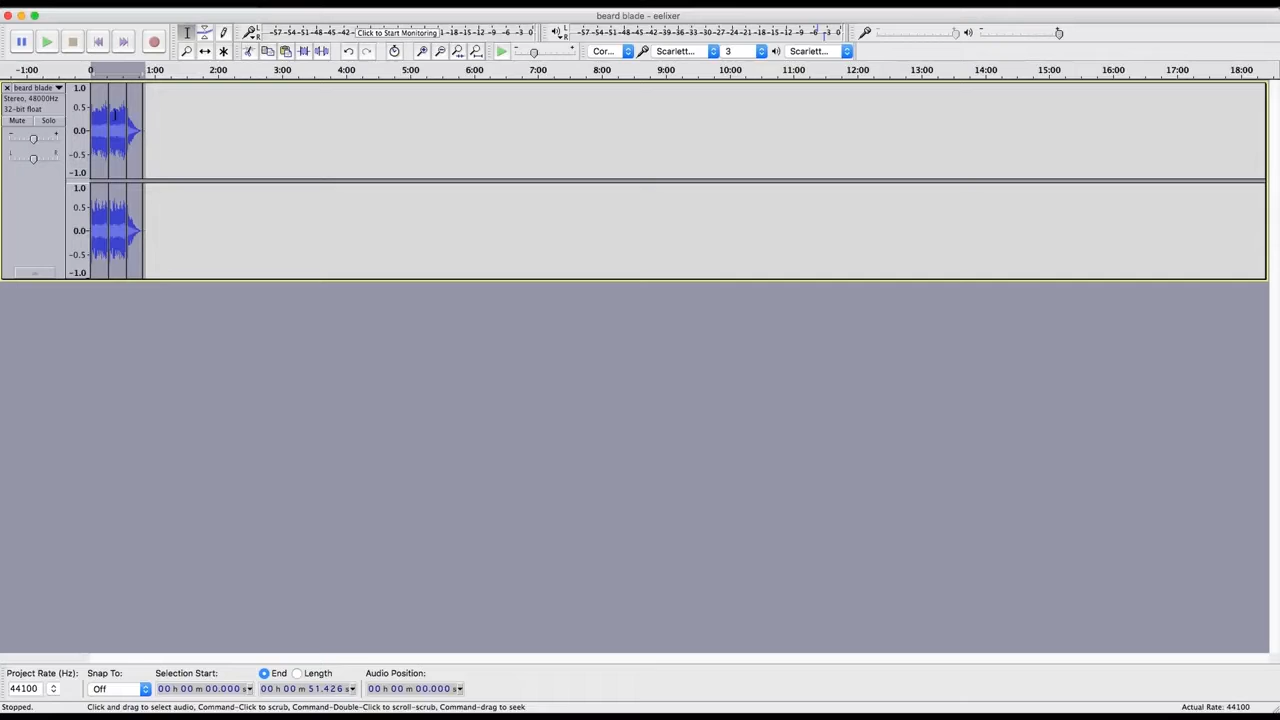 beard blade - eelixer
-57 -54 -51 -48 -45 -42 - Click to Start Monitoring -18 -15 -12 -9 -6 -3 0
-57 -54 -51 -48 -45 -42 -39 -36 -33 -30 -27 -24 -21 -18 -15 -12 -9 -6 -3 0
L
R
L
R
Cor... Scarlett... 3 Scarlett...
-1:00 0 1:00 2:00 3:00 4:00 5:00 6:00 7:00 8:00 9:00 10:00 11:00 12:00 13:00 14:00 15:00 16:00 17:00 18:00
beard blade
Stereo, 48000Hz
32-bit float
Mute Solo
- +
L R
1.0
0.5
0.0
-0.5
-1.0
1.0
0.5
0.0
-0.5
-1.0
Project Rate (Hz): Snap To: Selection Start: End Length Audio Position:
44100 Off 00 h 00 m 00.000 s 00 h 00 m 51.426 s 00 h 00 m 00.000 s
Stopped. Click and drag to select audio, Command-Click to scrub, Command-Double-Click to scroll-scrub, Command-drag to seek Actual Rate: 44100